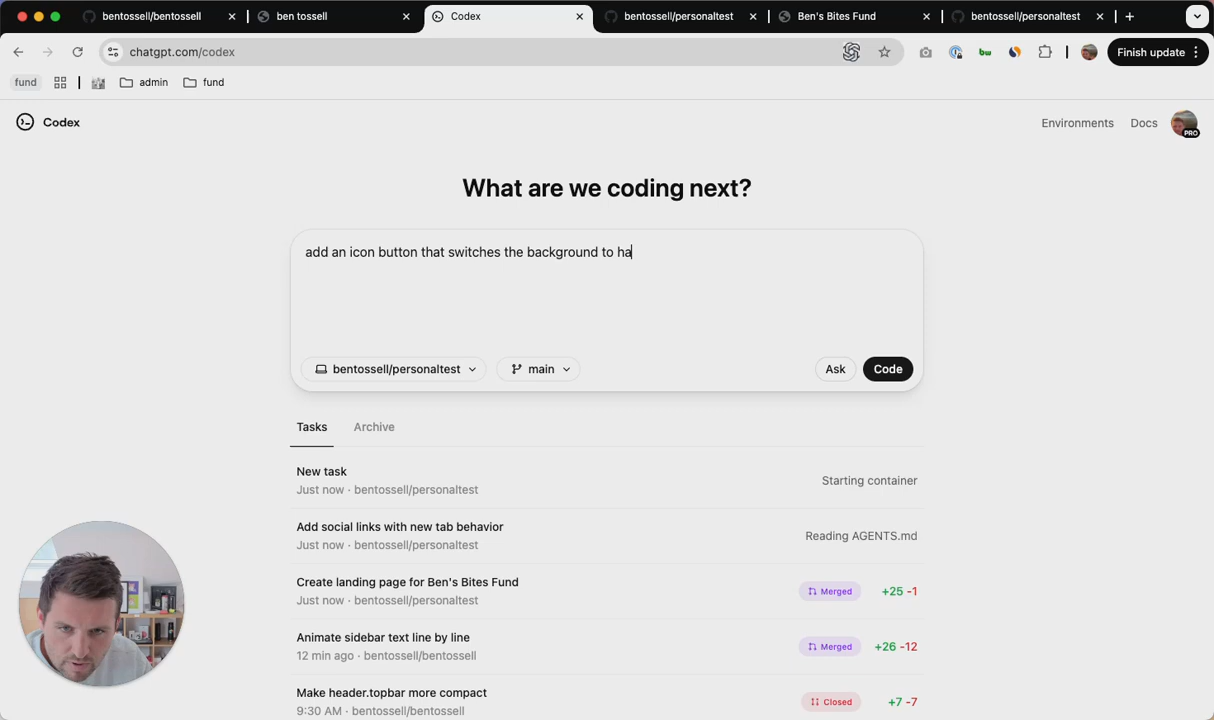 bentossell/bentossell
ben tossell
Codex
bentossell/personaltest
Ben's Bites Fund
bentossell/personaltest
chatgpt.com/codex
bw
Finish update
fund
admin
fund
Codex
Environments
Docs
PRO
What are we coding next?
add an icon button that switches the background to ha
bentossell/personaltest
main
Ask
Code
Tasks
Archive
New task
Just now · bentossell/personaltest
Starting container
Add social links with new tab behavior
Just now · bentossell/personaltest
Reading AGENTS.md
Create landing page for Ben's Bites Fund
Just now · bentossell/personaltest
Merged
+25 -1
Animate sidebar text line by line
12 min ago · bentossell/bentossell
Merged
+26 -12
Make header.topbar more compact
9:30 AM · bentossell/bentossell
Closed
+7 -7